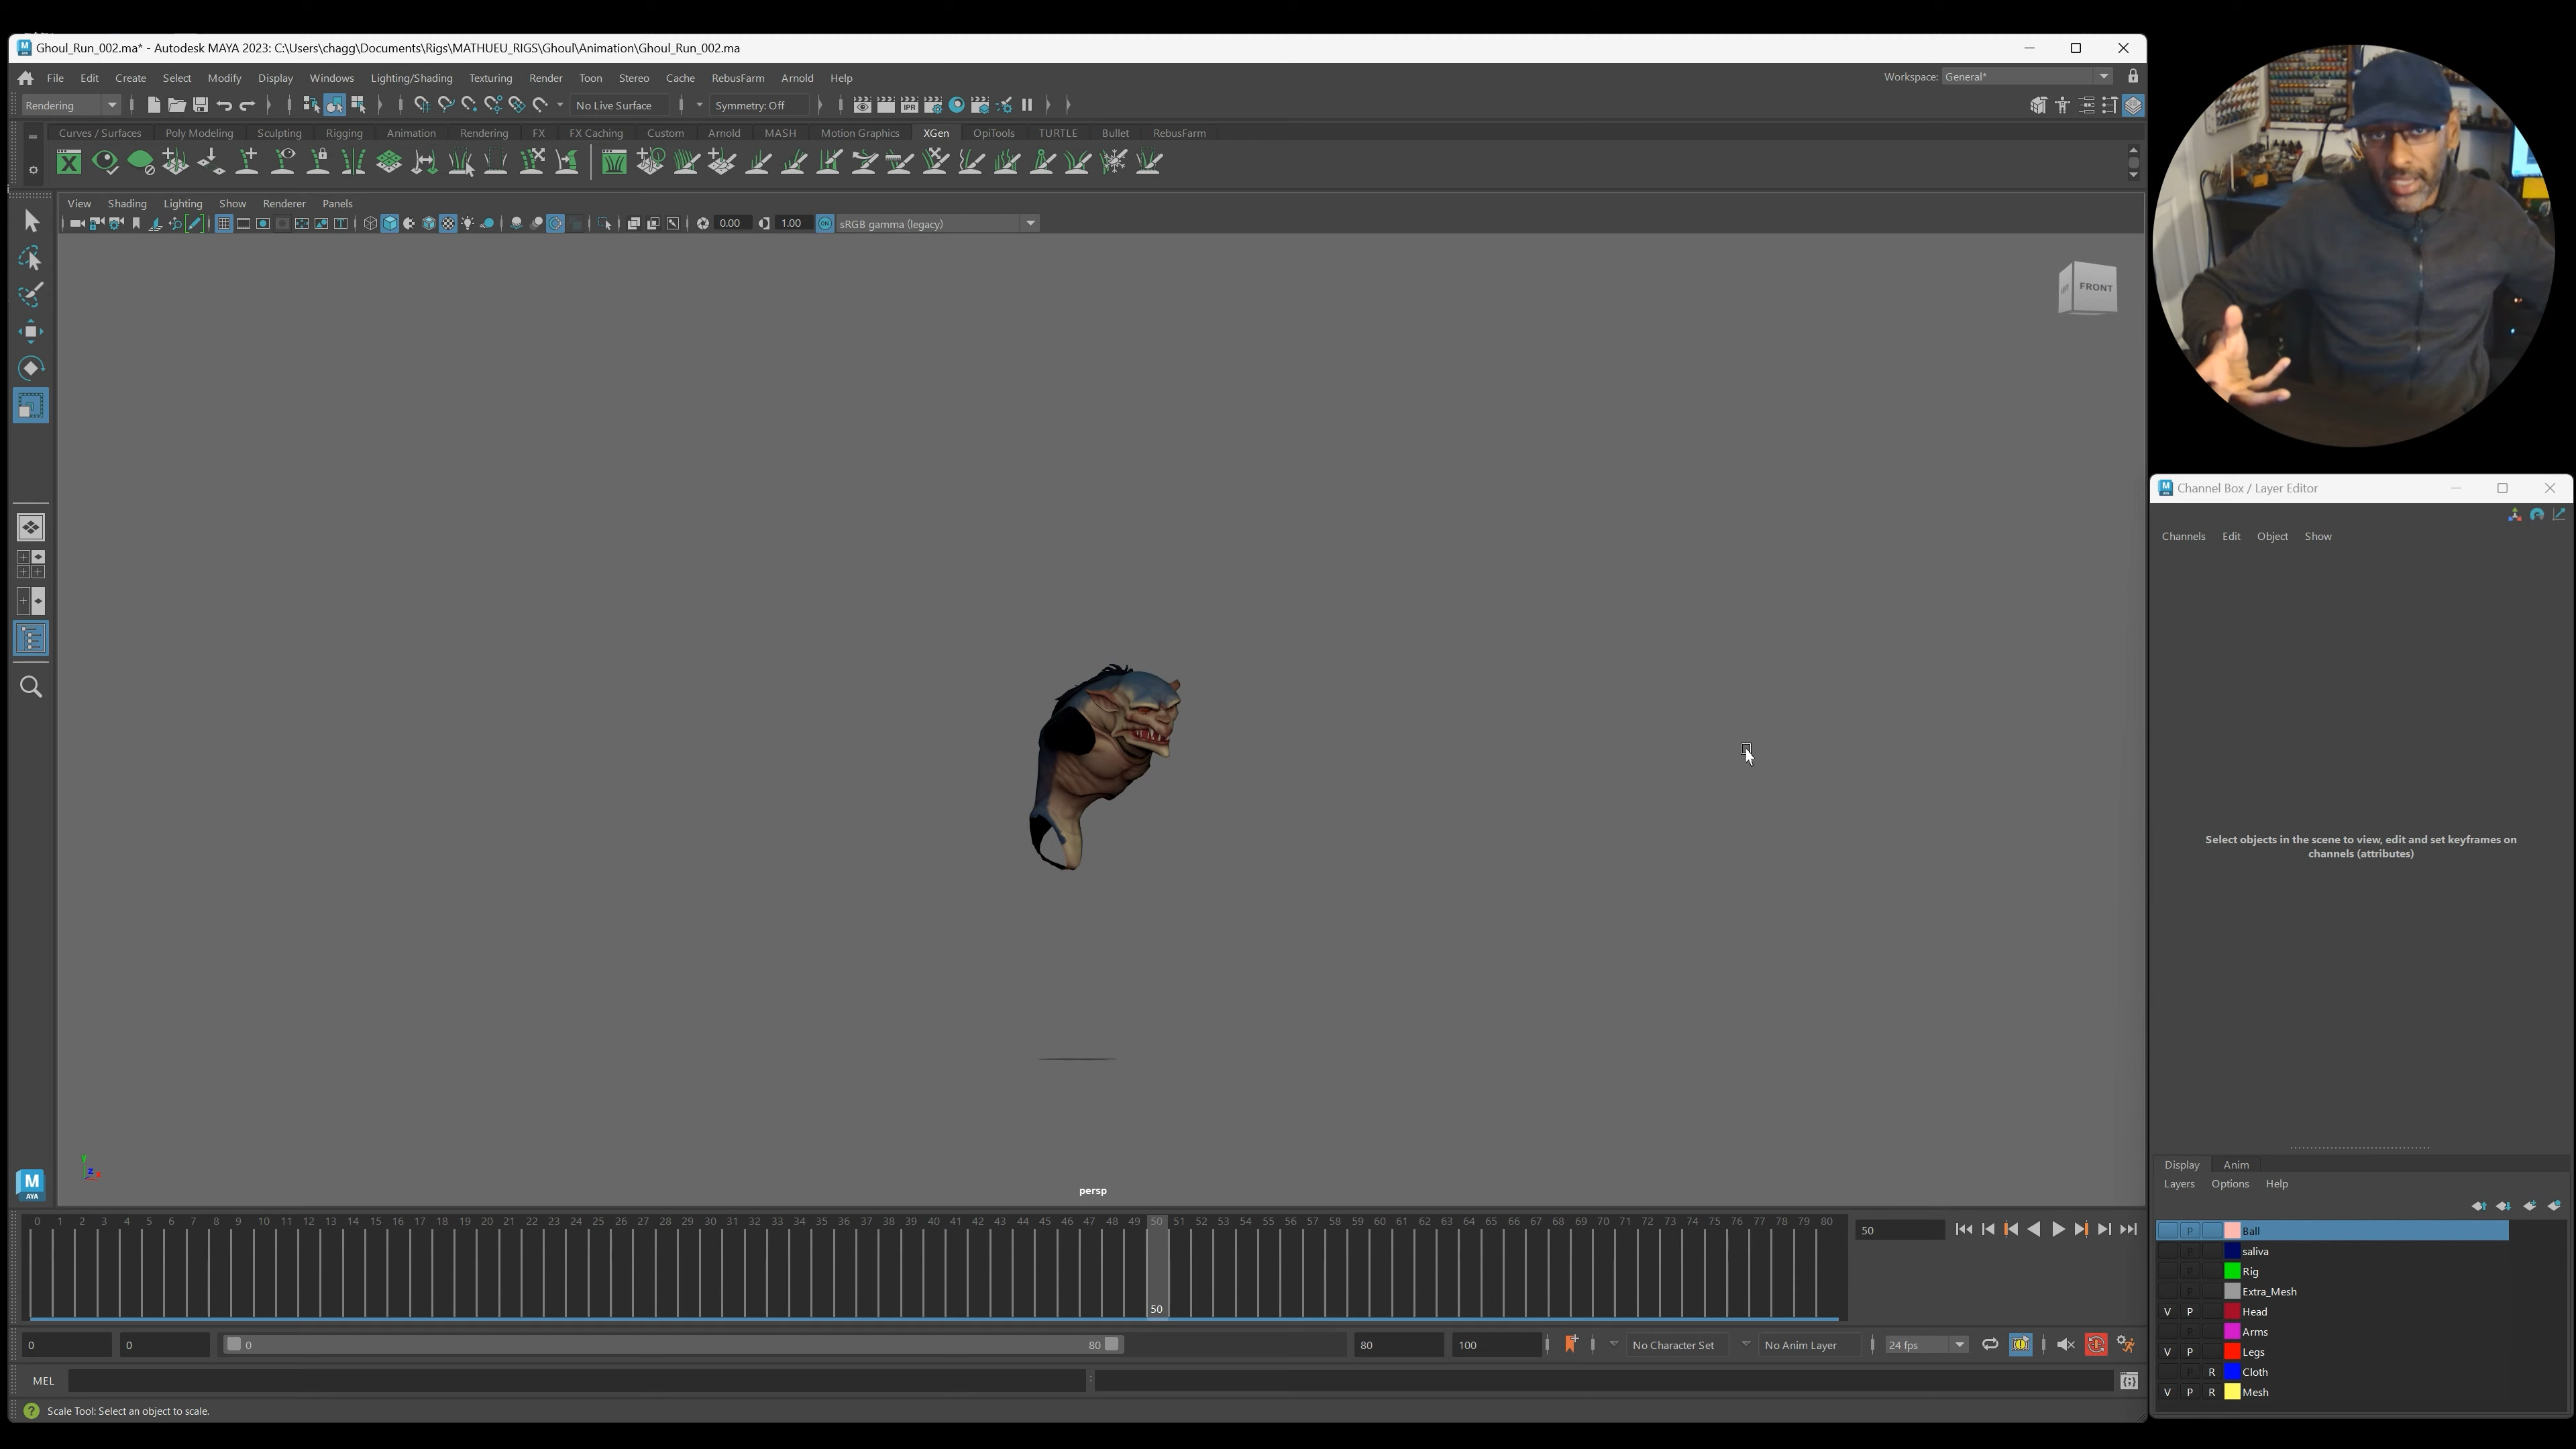 Ghoul_Run_002.ma* - Autodesk MAYA 2023: C:\Users\chagg\Documents\Rigs\MATHUEU_RIGS\Ghoul\Animation\Ghoul_Run_002.ma
File Edit Create Select Modify Display Windows Lighting/Shading Texturing Render Toon Stereo Cache RebusFarm Arnold Help
Workspace: General*
Rendering No Live Surface Symmetry: Off
IPR
Curves / Surfaces Poly Modeling Sculpting Rigging Animation Rendering FX FX Caching Custom Arnold MASH Motion Graphics XGen OpiTools TURTLE Bullet RebusFarm
View Shading Lighting Show Renderer Panels
0.00 1.00 ON sRGB gamma (legacy)
FRONT
persp
M
AYA
0 1 2 3 4 5 6 7 8 9 10 11 12 13 14 15 16 17 18 19 20 21 22 23 24 25 26 27 28 29 30 31 32 33 34 35 36 37 38 39 40 41 42 43 44 45 46 47 48 49 50 51 52 53 54 55 56 57 58 59 60 61 62 63 64 65 66 67 68 69 70 71 72 73 74 75 76 77 78 79 80
50
50
0 0 0 80 80 100 No Character Set No Anim Layer 24 fps
MEL
Scale Tool: Select an object to scale.
Channel Box / Layer Editor
Channels Edit Object Show
Select objects in the scene to view, edit and set keyframes on
channels (attributes)
Display Anim
Layers Options Help
P Ball
P saliva
P Rig
P Extra_Mesh
V P Head
P Arms
V P Legs
P R Cloth
V P R Mesh